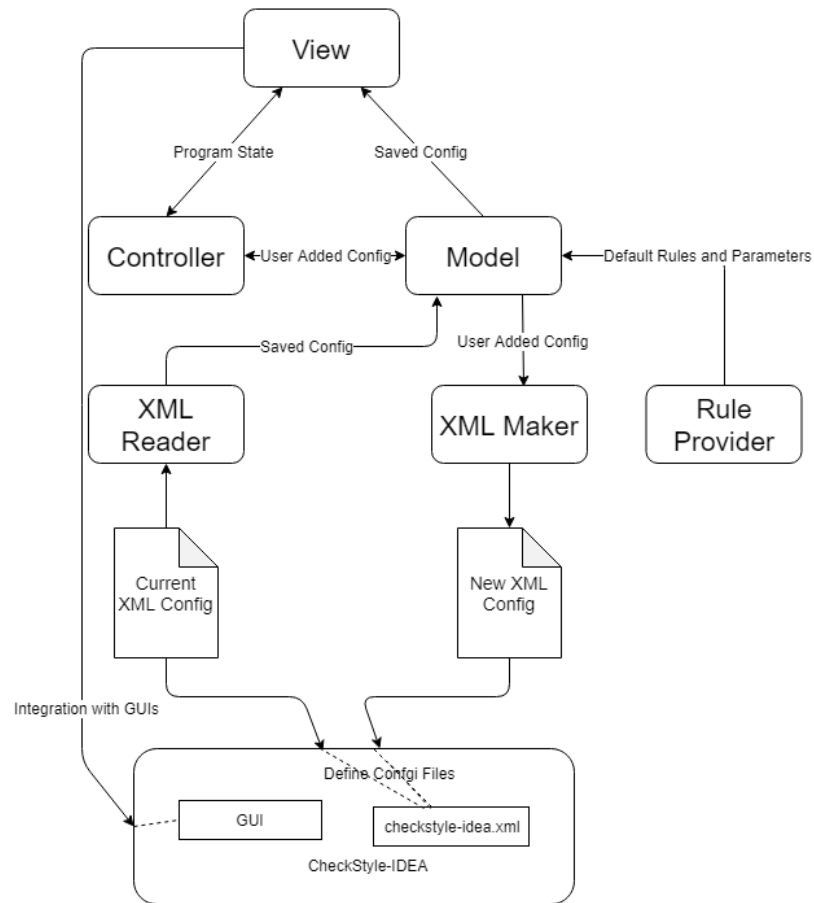 View
Program State
Saved Config
Controller
User Added Config
Model
Default Rules and Parameters
Saved Config
User Added Config
XML
Reader
XML Maker
Rule
Provider
Current
XML Config
New XML
Config
Integration with GUIs
Define Confgi Files
GUI
checkstyle-idea.xml
CheckStyle-IDEA